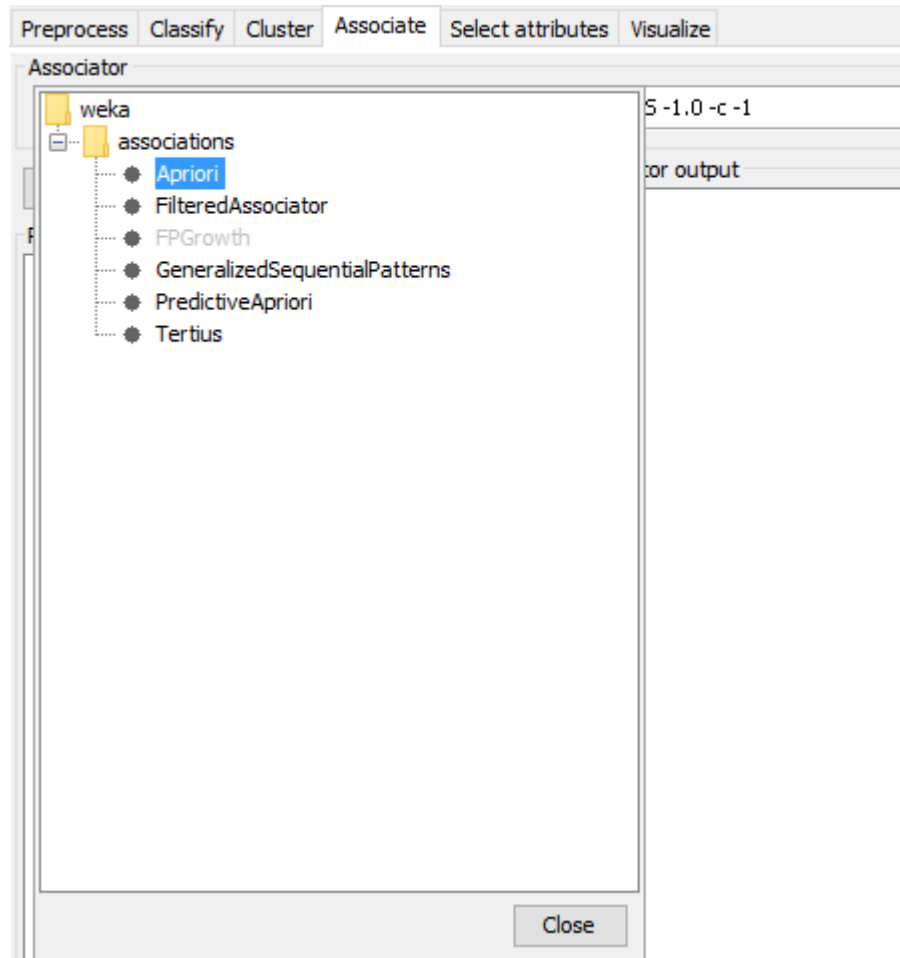 Preprocess Classify Cluster Associate Select attributes Visualize
Associator
weka
S -1.0 -c -1
associations
Apriori
tor output
FilteredAssociator
FPGrowth
GeneralizedSequentialPatterns
PredictiveApriori
Tertius
Close